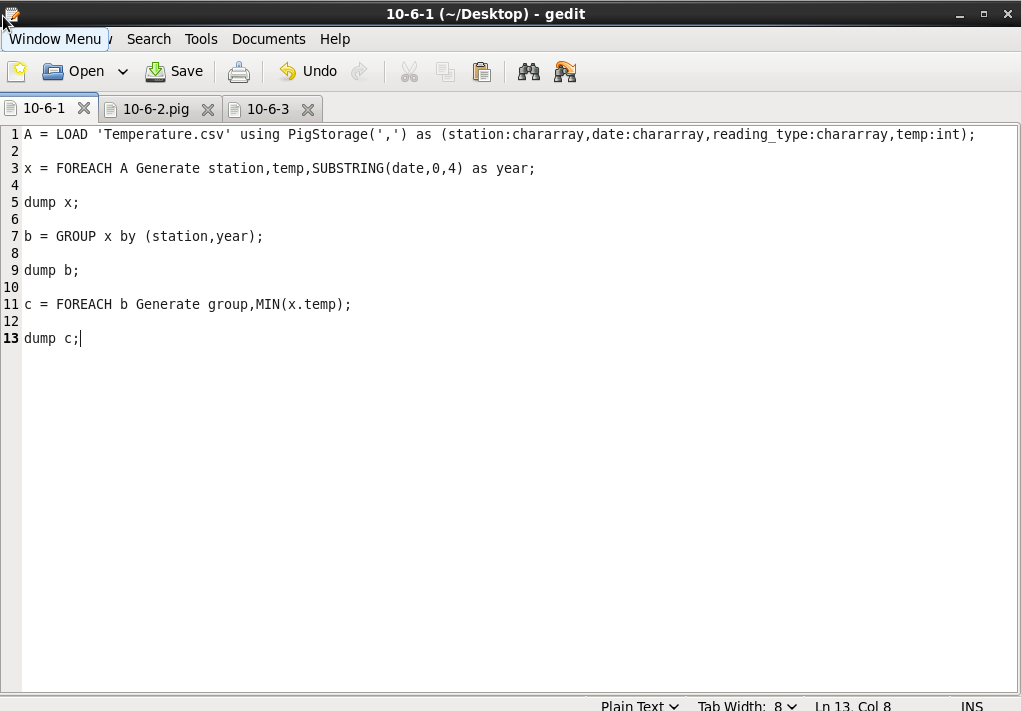 10-6-1 (~/Desktop) - gedit
Window Menu Search Tools Documents Help
Open Save Undo
10-6-1 10-6-2.pig 10-6-3
1 A = LOAD 'Temperature.csv' using PigStorage(',') as (station:chararray,date:chararray,reading_type:chararray,temp:int);
2
3 x = FOREACH A Generate station,temp,SUBSTRING(date,0,4) as year;
4
5 dump x;
6
7 b = GROUP x by (station,year);
8
9 dump b;
10
11 c = FOREACH b Generate group,MIN(x.temp);
12
13 dump c;
Plain Text Tab Width: 8 Ln 13, Col 8 INS